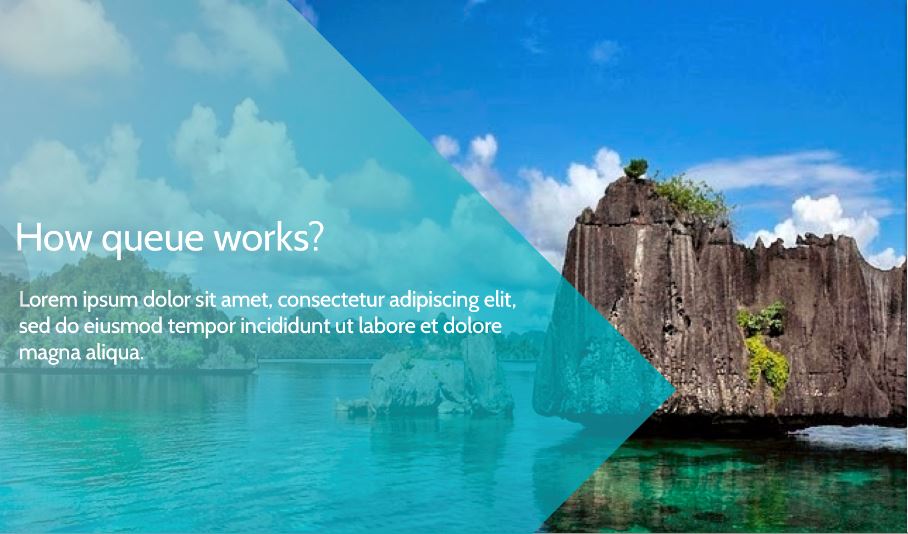 How queue works?
Lorem ipsum dolor sit amet, consectetur adipiscing elit,
sed do eiusmod tempor incididunt ut labore et dolore
magna aliqua.